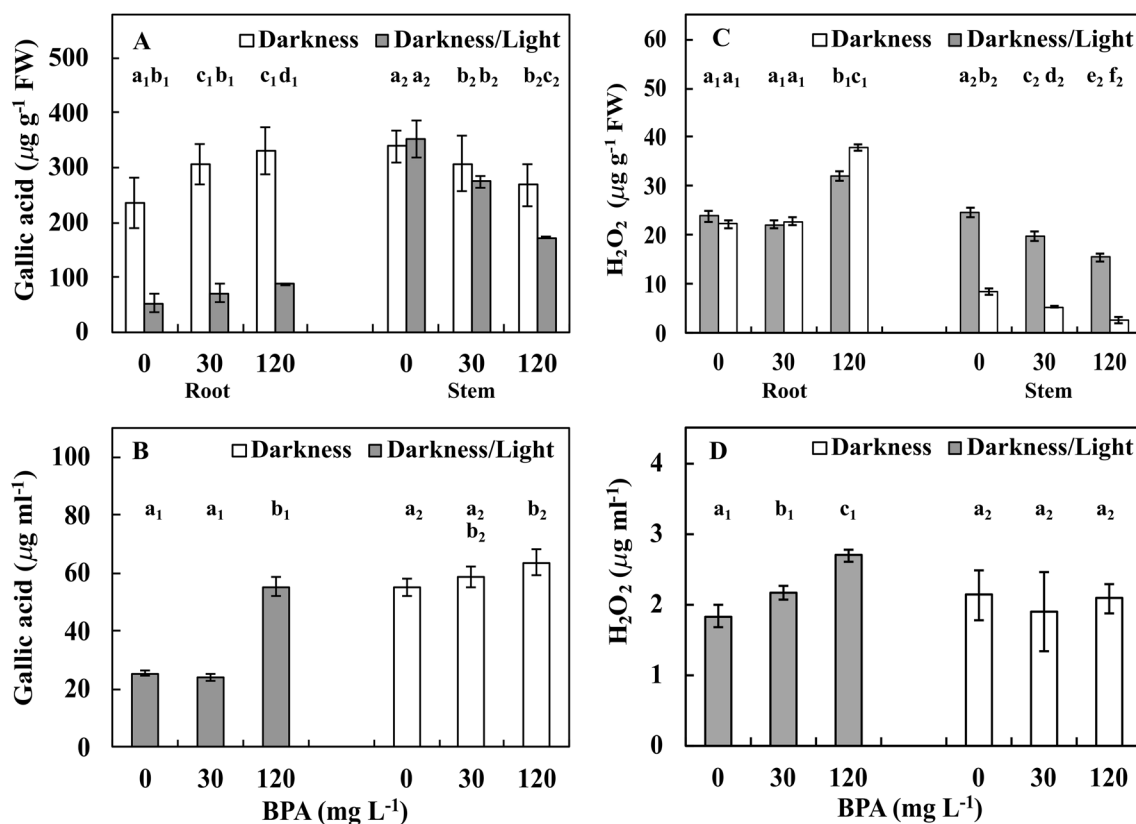 A
Darkness
Darkness/Light
a₁b₁ c₁b₁ c₁d₁ a₂ a₂ b₂b₂ b₂c₂
Gallic acid (μg g⁻¹ FW)
500
400
300
200
100
0
0 30 120 0 30 120
Root Stem
C
Darkness
Darkness/Light
a₁a₁ a₁a₁ b₁c₁ a₂b₂ c₂ d₂ e₂ f₂
H₂O₂ (μg g⁻¹ FW)
60
50
40
30
20
10
0
0 30 120 0 30 120
Root Stem
B
Darkness
Darkness/Light
a₁ a₁ b₁ a₂ a₂ b₂
b₂
Gallic acid (μg ml⁻¹)
100
80
60
40
20
0
0 30 120 0 30 120
BPA (mg L⁻¹)
D
Darkness
Darkness/Light
a₁ b₁ c₁ a₂ a₂ a₂
H₂O₂ (μg ml⁻¹)
4
3
2
1
0
0 30 120 0 30 120
BPA (mg L⁻¹)